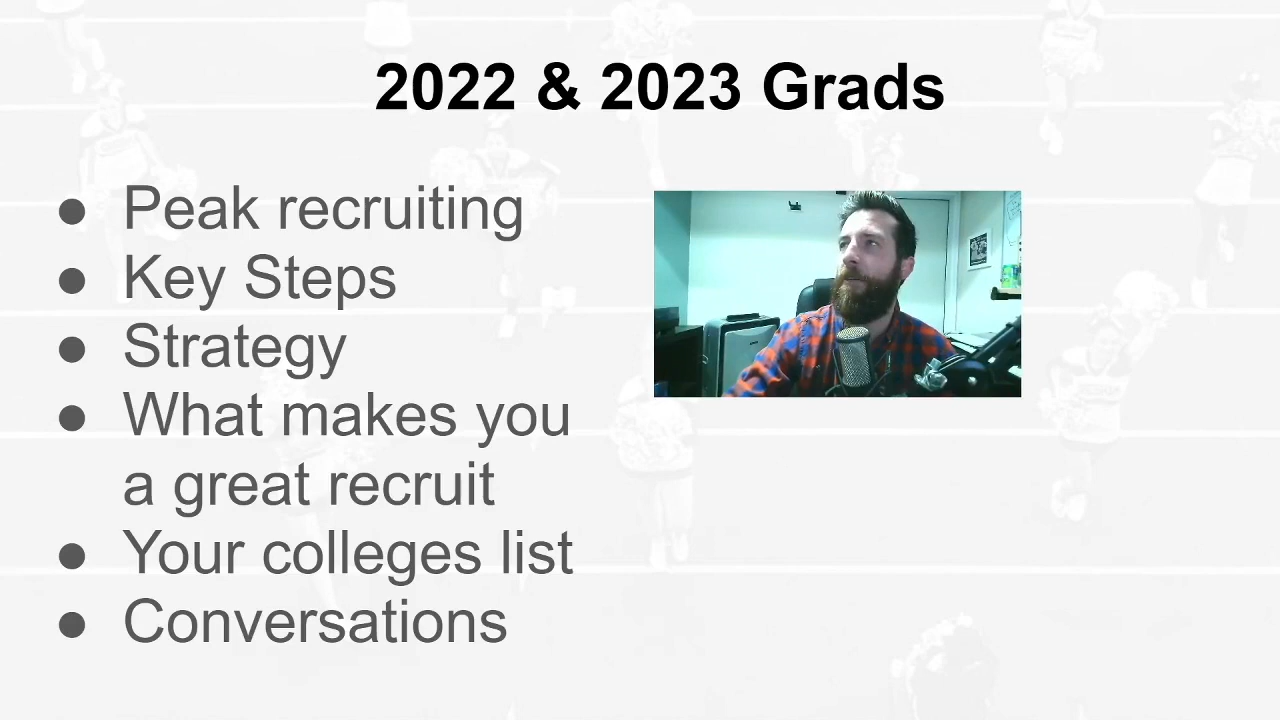 2022 & 2023 Grads
● Peak recruiting
● Key Steps
● Strategy
● What makes you
a great recruit
● Your colleges list
● Conversations